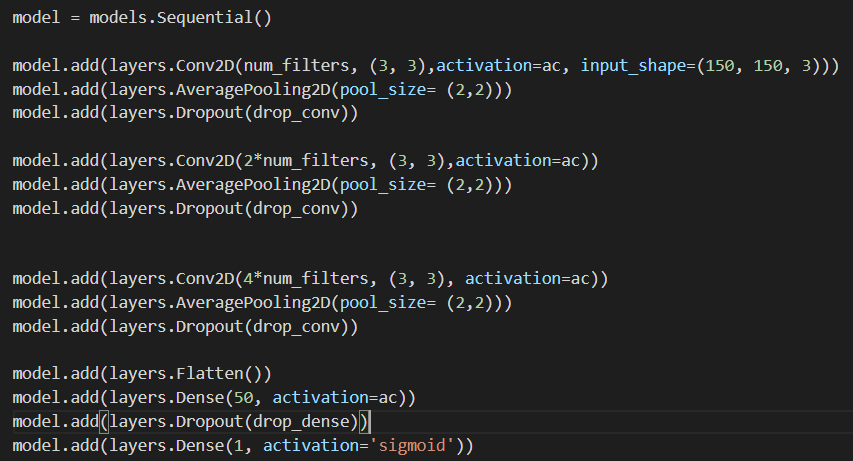 model = models.Sequential()
model.add(layers.Conv2D(num_filters, (3, 3),activation=ac, input_shape=(150, 150, 3)))
model.add(layers.AveragePooling2D(pool_size= (2,2)))
model.add(layers.Dropout(drop_conv))
model.add(layers.Conv2D(2*num_filters, (3, 3),activation=ac))
model.add(layers.AveragePooling2D(pool_size= (2,2)))
model.add(layers.Dropout(drop_conv))
model.add(layers.Conv2D(4*num_filters, (3, 3), activation=ac))
model.add(layers.AveragePooling2D(pool_size= (2,2)))
model.add(layers.Dropout(drop_conv))
model.add(layers.Flatten())
model.add(layers.Dense(50, activation=ac))
model.add(layers.Dropout(drop_dense))
model.add(layers.Dense(1, activation='sigmoid'))